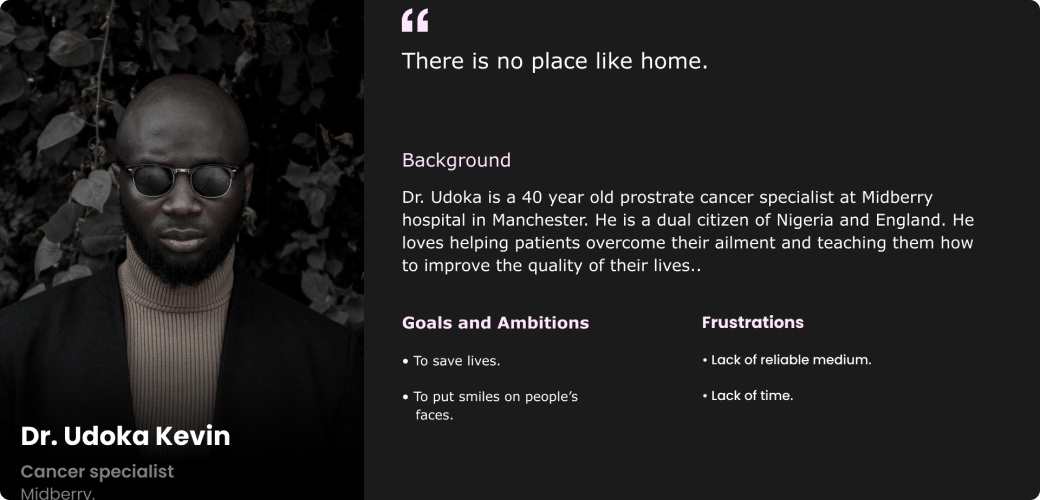 “
There is no place like home.
Background
Dr. Udoka is a 40 year old prostrate cancer specialist at Midberry
hospital in Manchester. He is a dual citizen of Nigeria and England. He
loves helping patients overcome their ailment and teaching them how
to improve the quality of their lives..
Goals and Ambitions
• To save lives.
• To put smiles on people’s
faces.
Frustrations
• Lack of reliable medium.
• Lack of time.
Dr. Udoka Kevin
Cancer specialist
Midberry.